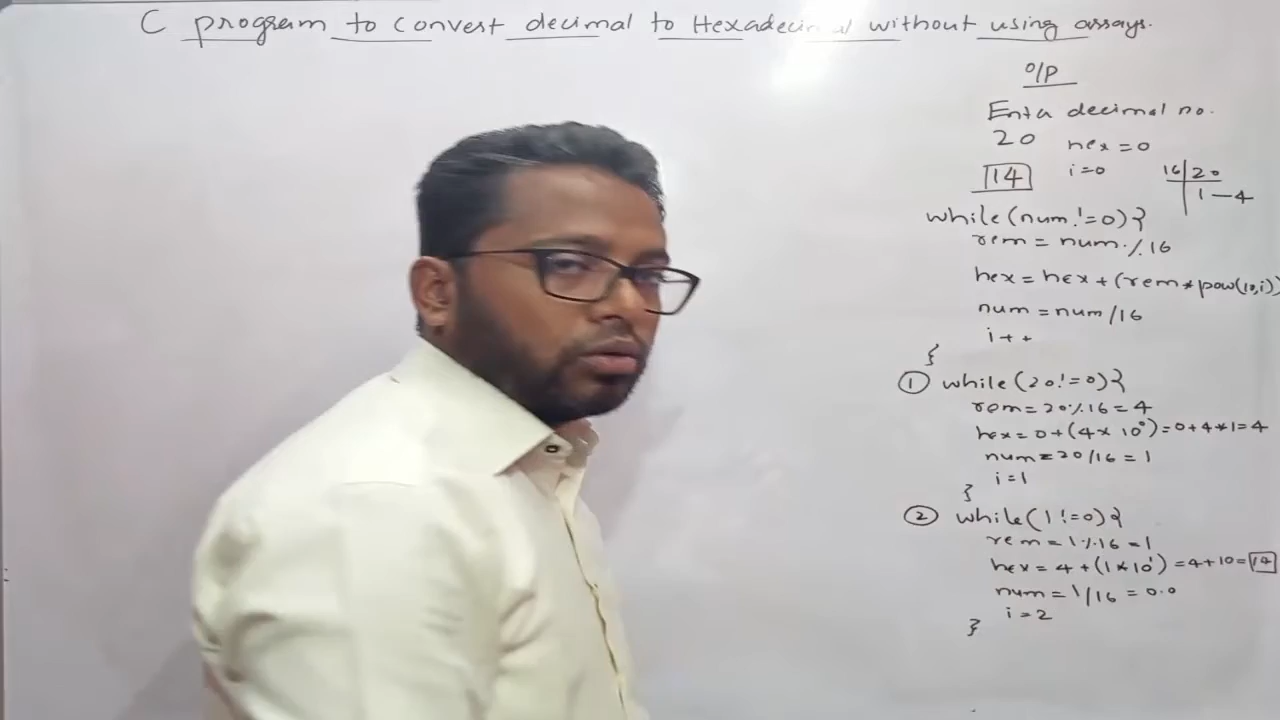 C program to convert decimal to Hexadecimal without using arrays.
O/P
Enter decimal no.
20
hex = 0
14
i=0
16 20
1 - 4
while(num!=0){
rem = num % 16
hex = hex + (rem * pow(10,i))
num = num/16
i++
}
① while(20!=0){
rem = 20 % 16 = 4
hex = 0+(4 * 10⁰) = 0+4*1=4
num = 20/16 = 1
i=1
}
② while(1!=0){
rem = 1 % 16 = 1
hex = 4 + (1*10¹) = 4+10 = 14
num = 1/16 = 0.0
i=2
}